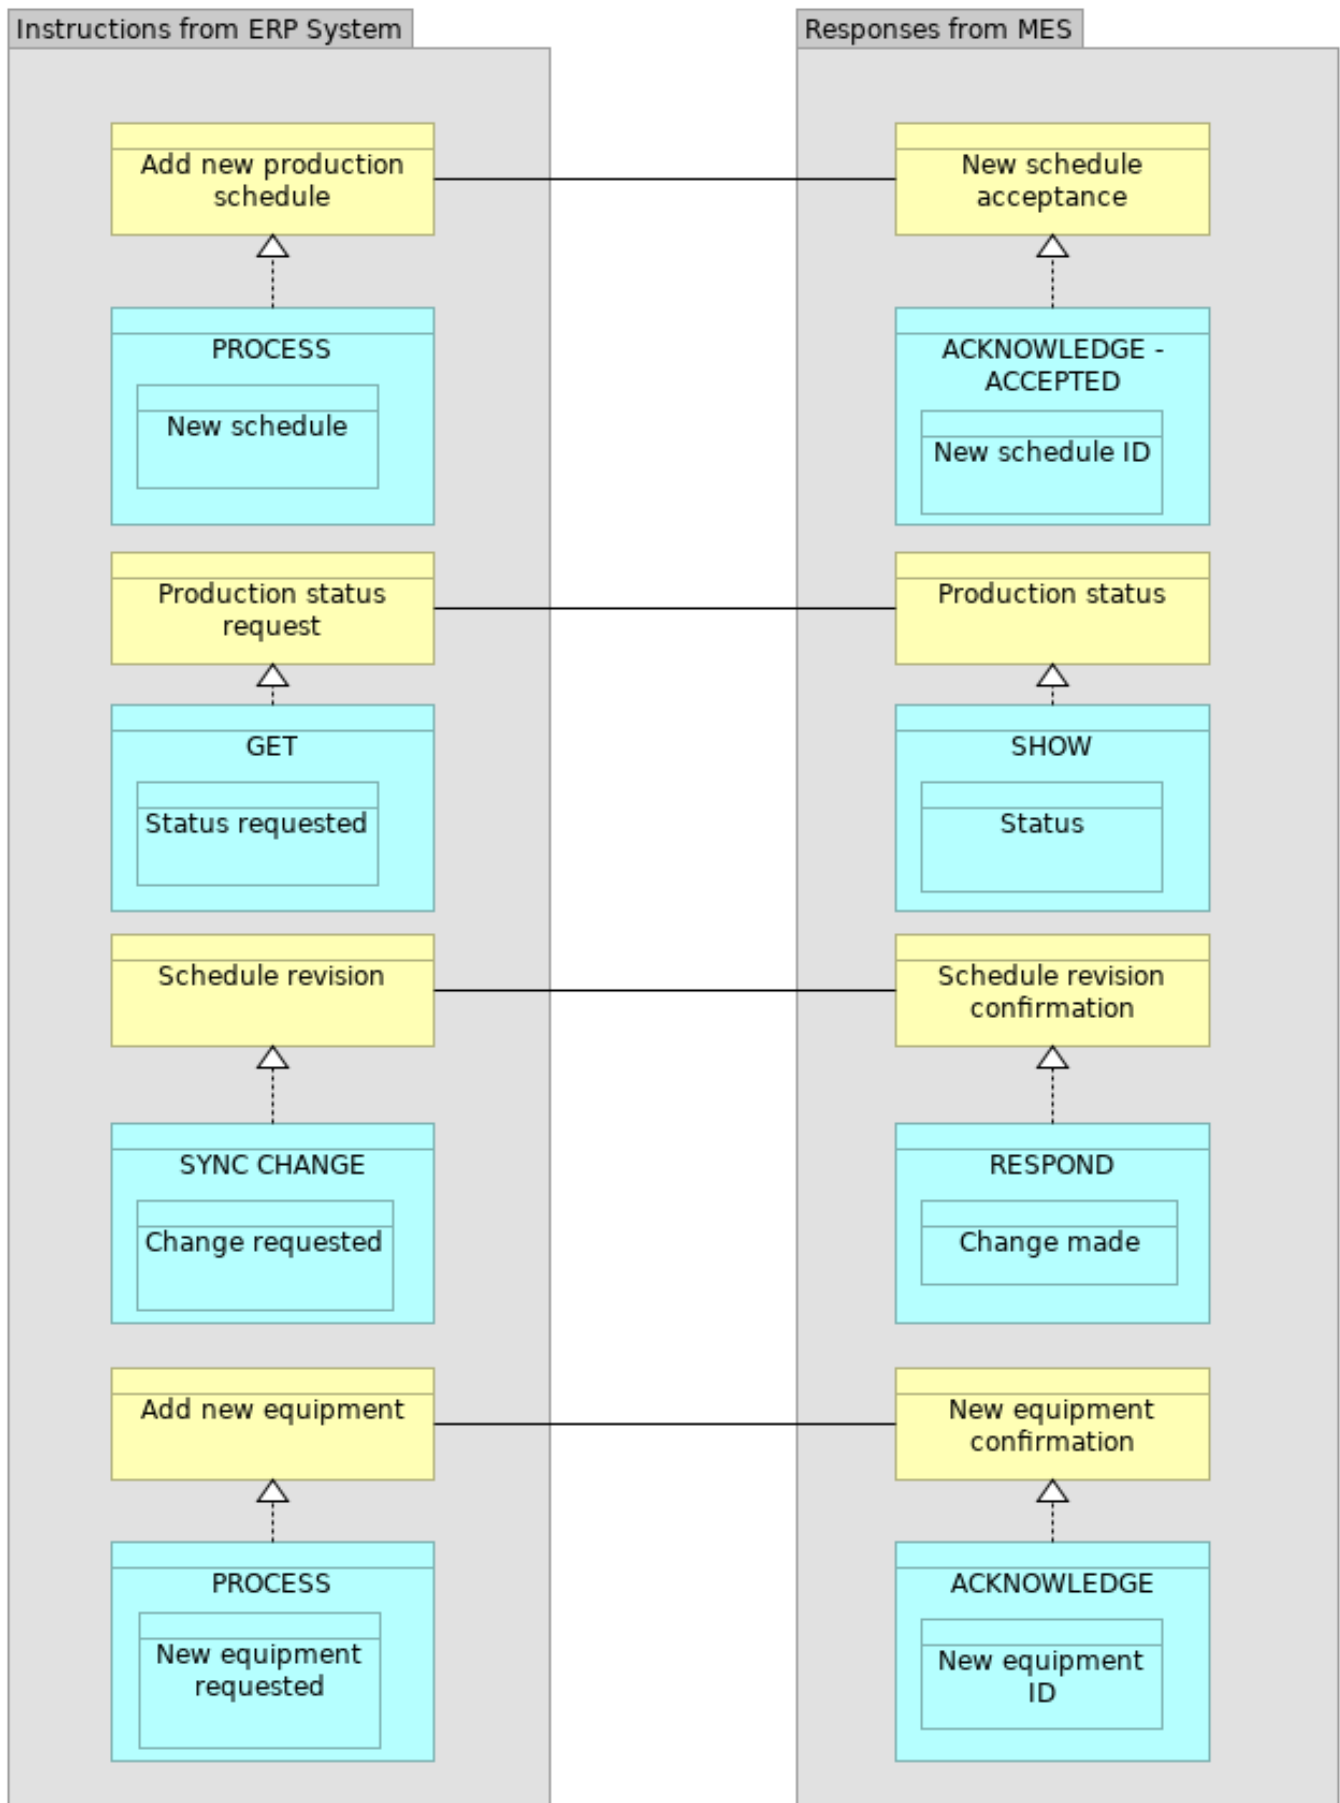 Instructions from ERP System
Responses from MES
Add new production
schedule
New schedule
acceptance
PROCESS
New schedule
ACKNOWLEDGE -
ACCEPTED
New schedule ID
Production status
request
Production status
GET
Status requested
SHOW
Status
Schedule revision
Schedule revision
confirmation
SYNC CHANGE
Change requested
RESPOND
Change made
Add new equipment
New equipment
confirmation
PROCESS
New equipment
requested
ACKNOWLEDGE
New equipment
ID